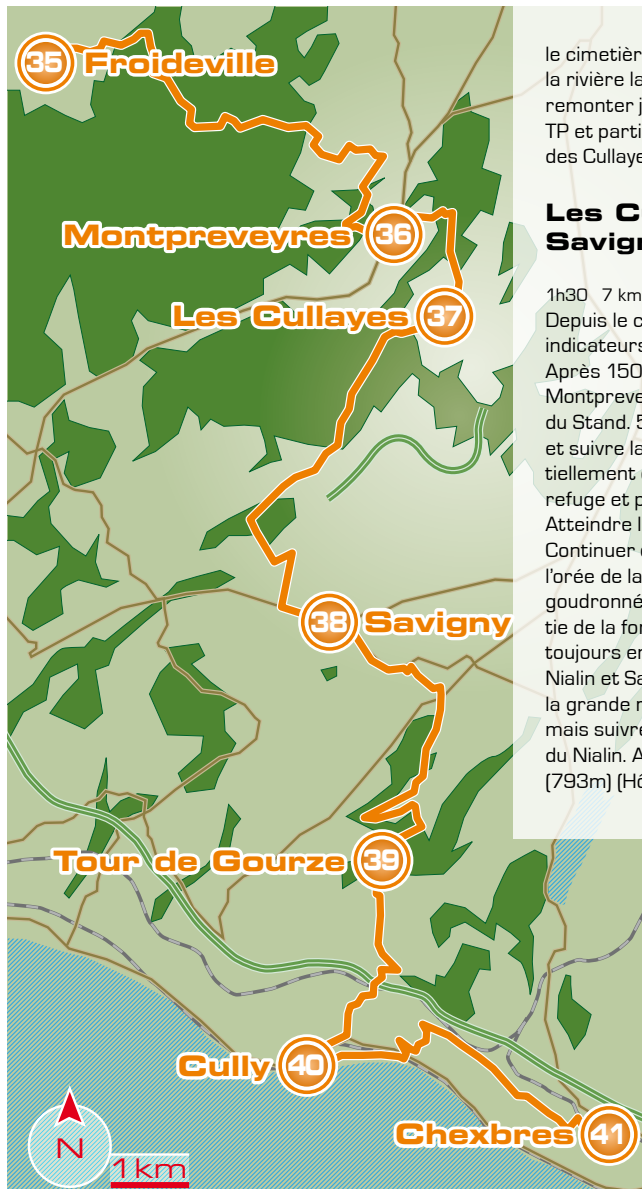 35 Froideville
Montpreveyres 36
Les Cullayes 37
38 Savigny
Tour de Gourze 39
Cully 40
Chexbres 41
N
1 km
le cimetièr
la rivière la
remonter j
TP et parti
des Cullaye
Les C
Savign
1h30 7 km
Depuis le c
indicateurs
Après 150
Montpreve
du Stand. 5
et suivre la
tiellement
refuge et p
Atteindre l
Continuer
l'orée de la
goudronné
tie de la for
toujours en
Nialin et Sa
la grande r
mais suivre
du Nialin. A
(793m) (Hô